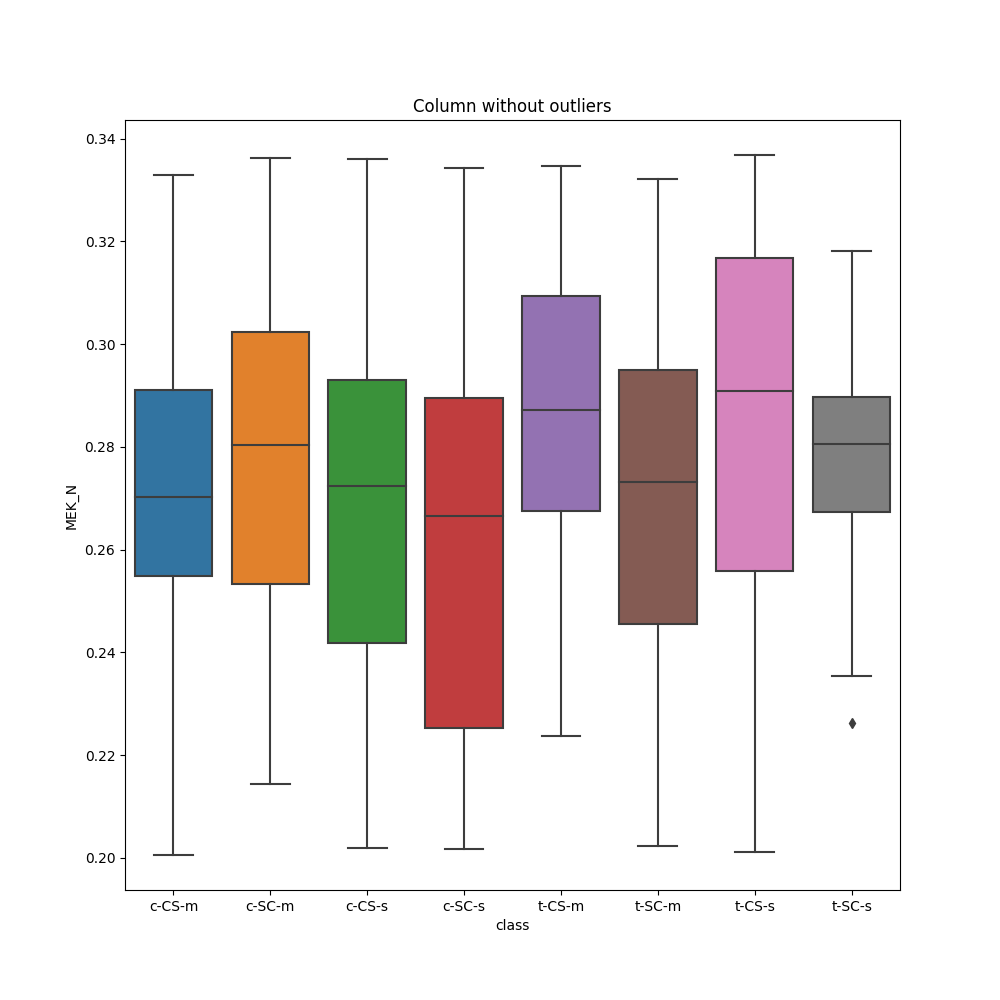 Column without outliers
0.34
0.32
0.30
0.28
0.26
0.24
0.22
0.20
MEK_N
c-CS-m c-SC-m c-CS-s c-SC-s t-CS-m t-SC-m t-CS-s t-SC-s
class